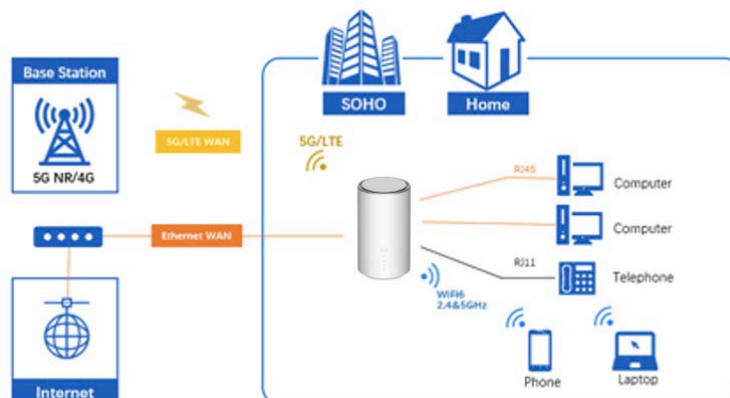 Base Station
5G NR/4G
5G/LTE WAN
SOHO
Home
5G/LTE
RJ45
Computer
Computer
Ethernet WAN
RJ11
Telephone
WiFi6
2.4&5GHz
Phone
Laptop
Internet